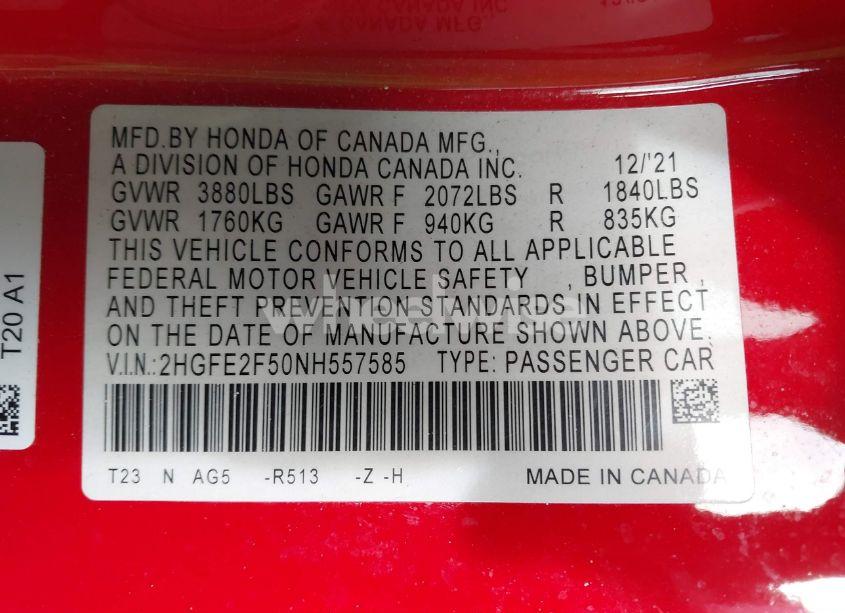 MFD.BY HONDA OF CANADA MFG.,
A DIVISION OF HONDA CANADA INC. 12/'21
GVWR 3880LBS GAWR F 2072LBS R 1840LBS
GVWR 1760KG GAWR F 940KG R 835KG
THIS VEHICLE CONFORMS TO ALL APPLICABLE
FEDERAL MOTOR VEHICLE SAFETY , BUMPER ,
AND THEFT PREVENTION STANDARDS IN EFFECT
ON THE DATE OF MANUFACTURE SHOWN ABOVE.
V.I.N.:2HGFE2F50NH557585 TYPE: PASSENGER CAR
T23 N AG5 -R513 -Z -H MADE IN CANADA
T20 A1